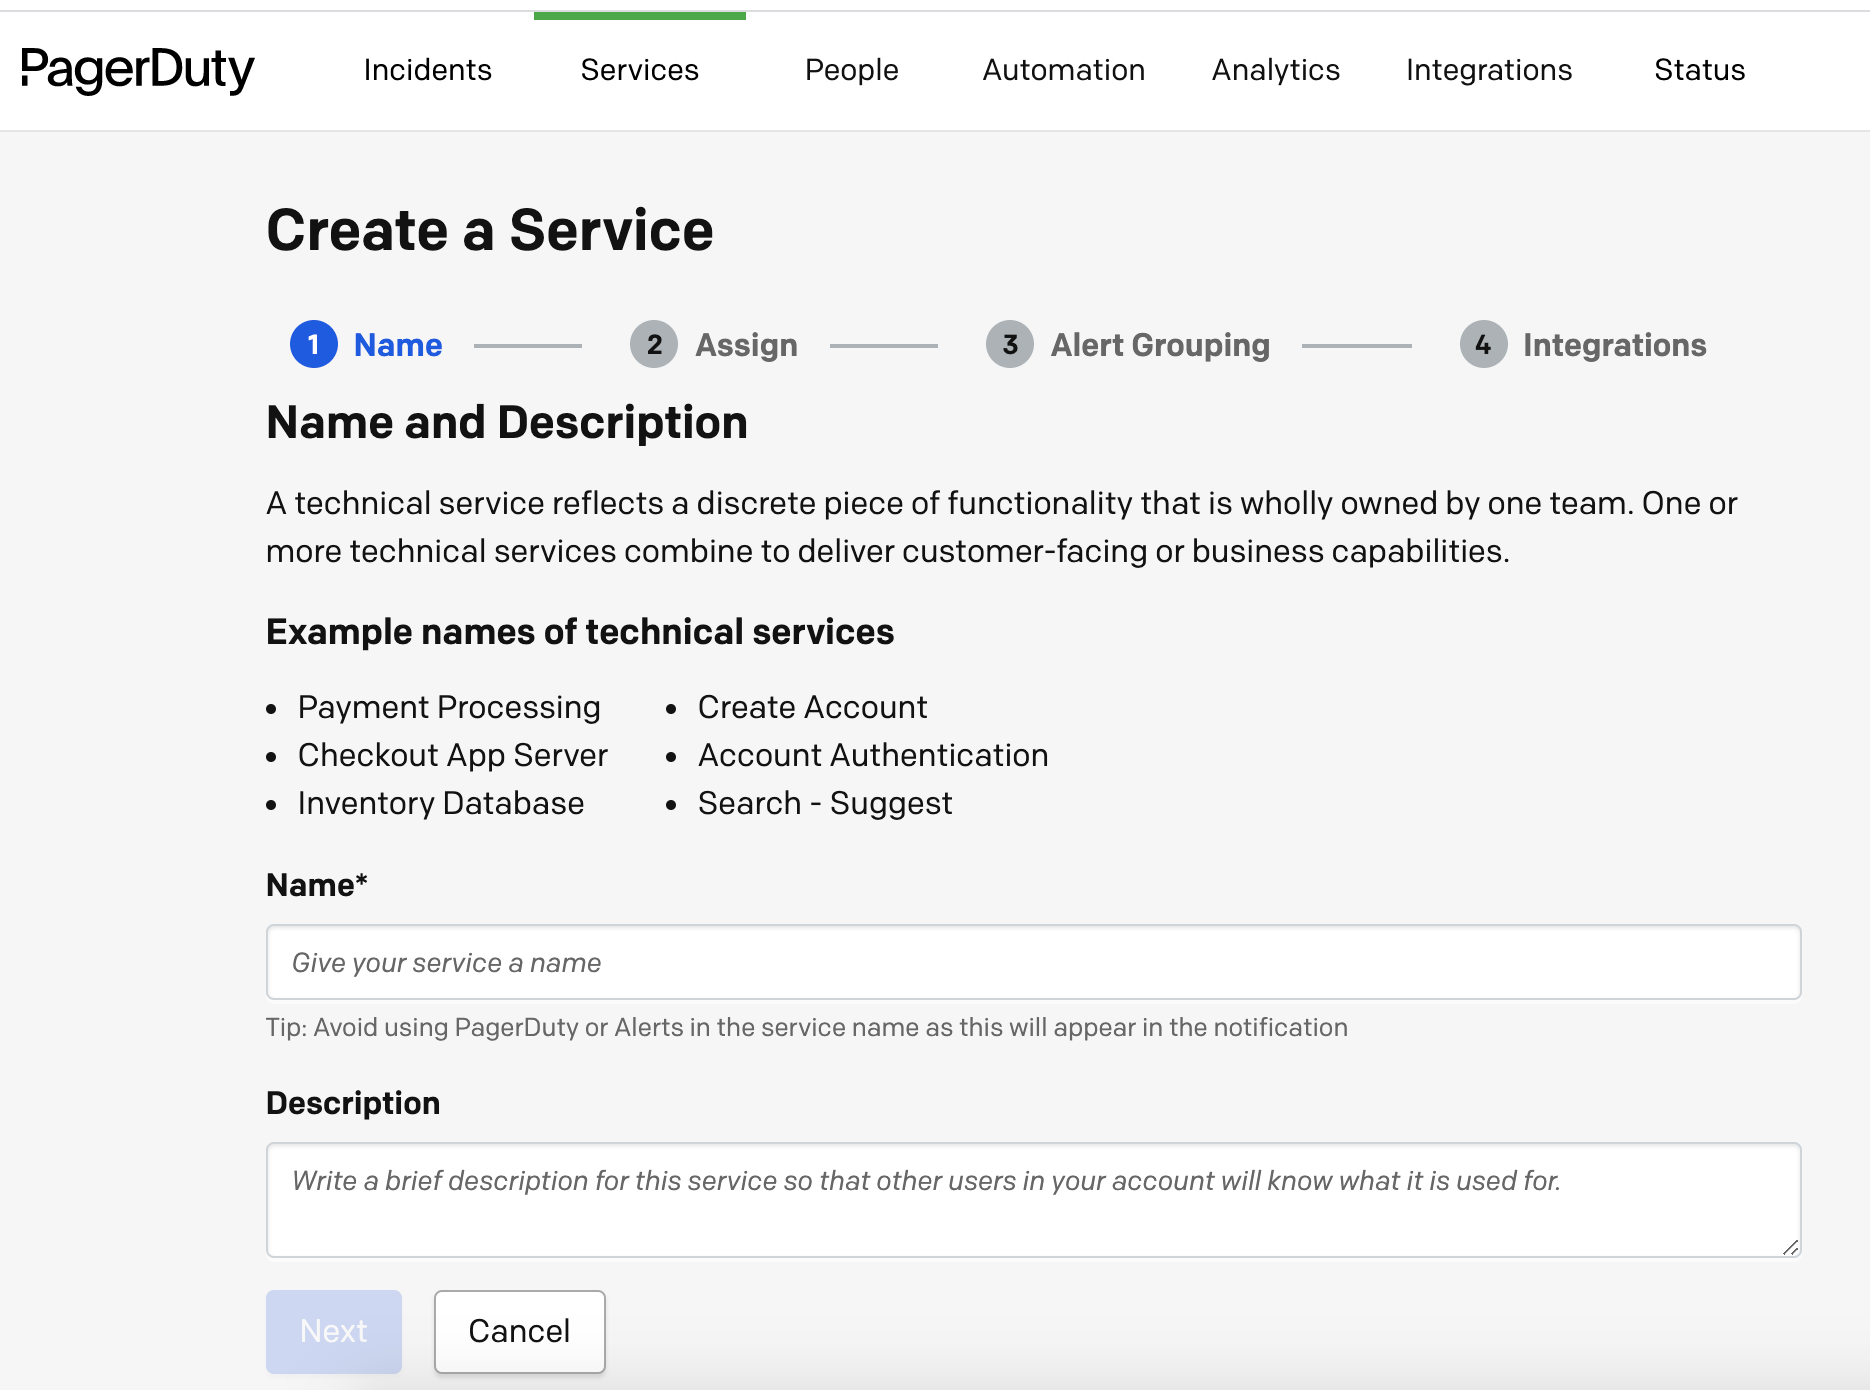 PagerDuty Incidents Services People Automation Analytics Integrations Status
Create a Service
1 Name 2 Assign 3 Alert Grouping 4 Integrations
Name and Description
A technical service reflects a discrete piece of functionality that is wholly owned by one team. One or
more technical services combine to deliver customer-facing or business capabilities.
Example names of technical services
• Payment Processing • Create Account
• Checkout App Server • Account Authentication
• Inventory Database • Search - Suggest
Name*
Give your service a name
Tip: Avoid using PagerDuty or Alerts in the service name as this will appear in the notification
Description
Write a brief description for this service so that other users in your account will know what it is used for.
Next Cancel